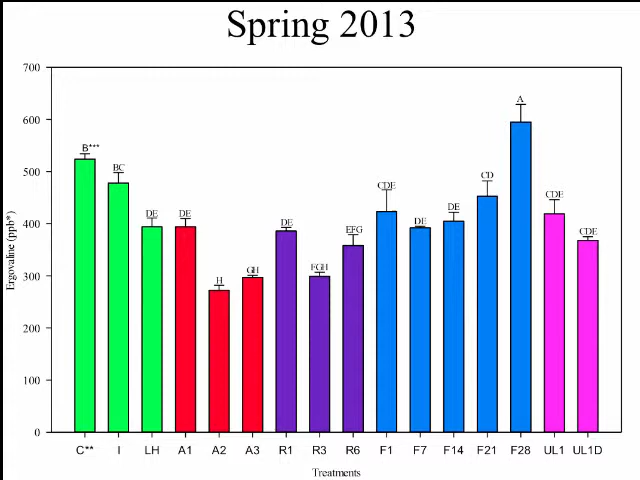 Spring 2013
700
600
500
400
300
200
100
0
Ergovaline (ppb*)
B***
BC
DE
DE
H
GH
DE
FGH
EFG
CDE
DE
DE
CD
A
CDE
CDE
C** I LH A1 A2 A3 R1 R3 R6 F1 F7 F14 F21 F28 UL1 UL1D
Treatments